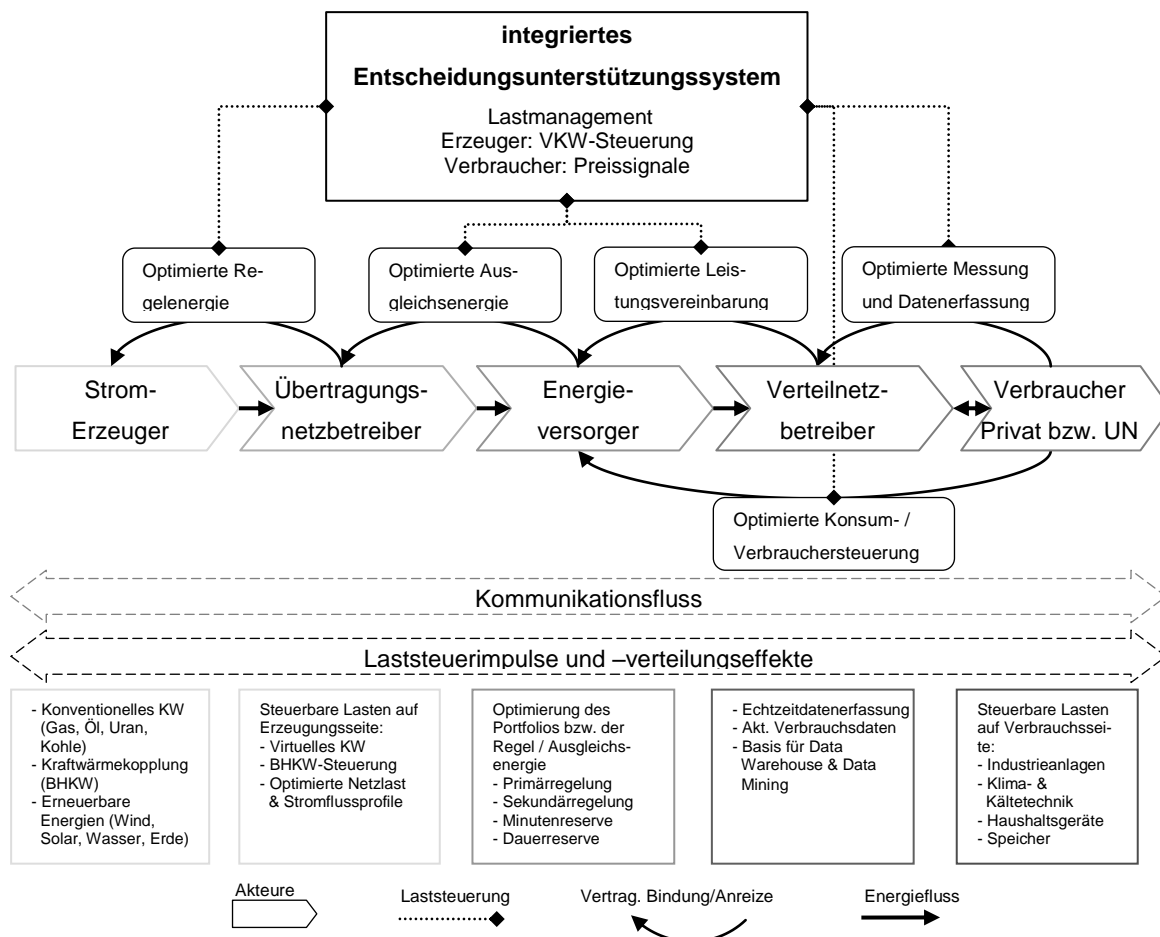 integriertes
Entscheidungsunterstützungssystem
Lastmanagement
Erzeuger: VKW-Steuerung
Verbraucher: Preissignale
Optimierte Re-
gelenergie
Optimierte Aus-
gleichsenergie
Optimierte Leis-
tungsvereinbarung
Optimierte Messung
und Datenerfassung
Strom-
Erzeuger
Übertragungs-
netzbetreiber
Energie-
versorger
Verteilnetz-
betreiber
Verbraucher
Privat bzw. UN
Optimierte Konsum- /
Verbrauchersteuerung
Kommunikationsfluss
Laststeuerimpulse und –verteilungseffekte
- Konventionelles KW
(Gas, Öl, Uran,
Kohle)
- Kraftwärmekopplung
(BHKW)
- Erneuerbare
Energien (Wind,
Solar, Wasser, Erde)
Steuerbare Lasten auf
Erzeugungsseite:
- Virtuelles KW
- BHKW-Steuerung
- Optimierte Netzlast
& Stromflussprofile
Optimierung des
Portfolios bzw. der
Regel / Ausgleichs-
energie
- Primärregelung
- Sekundärregelung
- Minutenreserve
- Dauerreserve
- Echtzeitdatenerfassung
- Akt. Verbrauchsdaten
- Basis für Data
Warehouse & Data
Mining
Steuerbare Lasten
auf Verbrauchssei-
te:
- Industrieanlagen
- Klima- &
Kältetechnik
- Haushaltsgeräte
- Speicher
Akteure
Laststeuerung
Vertrag. Bindung/Anreize
Energiefluss